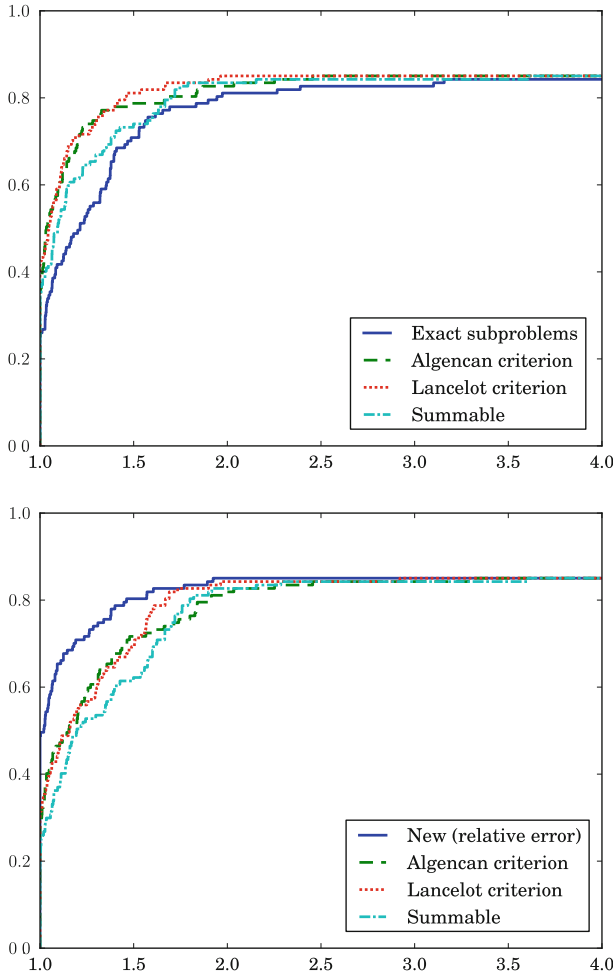 1.0
0.8
0.6
0.4
0.2
0.0
1.0 1.5 2.0 2.5 3.0 3.5 4.0
Exact subproblems
Algencan criterion
Lancelot criterion
Summable
1.0
0.8
0.6
0.4
0.2
0.0
1.0 1.5 2.0 2.5 3.0 3.5 4.0
New (relative error)
Algencan criterion
Lancelot criterion
Summable